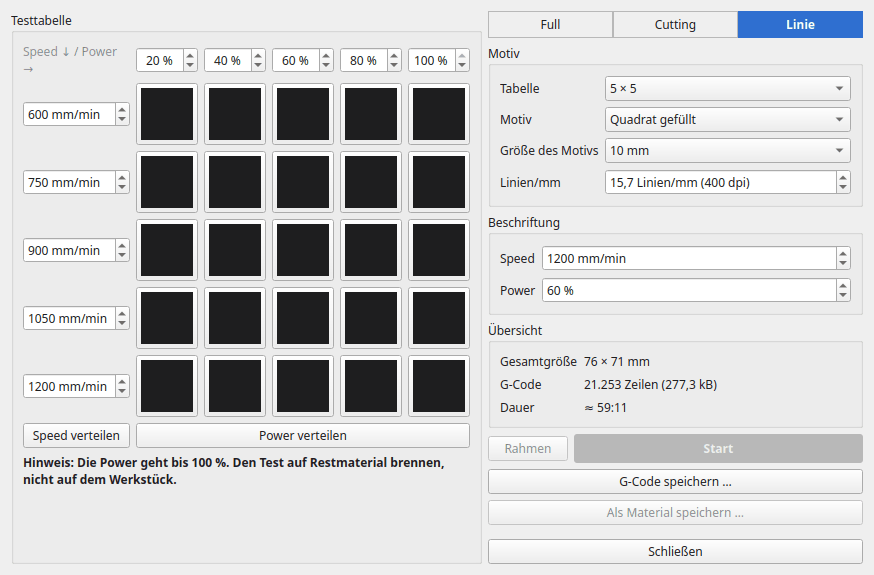 Testtabelle
Speed ↓ / Power →
20 %
40 %
60 %
80 %
100 %
600 mm/min
750 mm/min
900 mm/min
1050 mm/min
1200 mm/min
Speed verteilen
Power verteilen
Hinweis: Die Power geht bis 100 %. Den Test auf Restmaterial brennen,
nicht auf dem Werkstück.
Full
Cutting
Linie
Motiv
Tabelle
5 × 5
Motiv
Quadrat gefüllt
Größe des Motivs
10 mm
Linien/mm
15,7 Linien/mm (400 dpi)
Beschriftung
Speed
1200 mm/min
Power
60 %
Übersicht
Gesamtgröße
76 × 71 mm
G-Code
21.253 Zeilen (277,3 kB)
Dauer
≈ 59:11
Rahmen
Start
G-Code speichern ...
Als Material speichern ...
Schließen